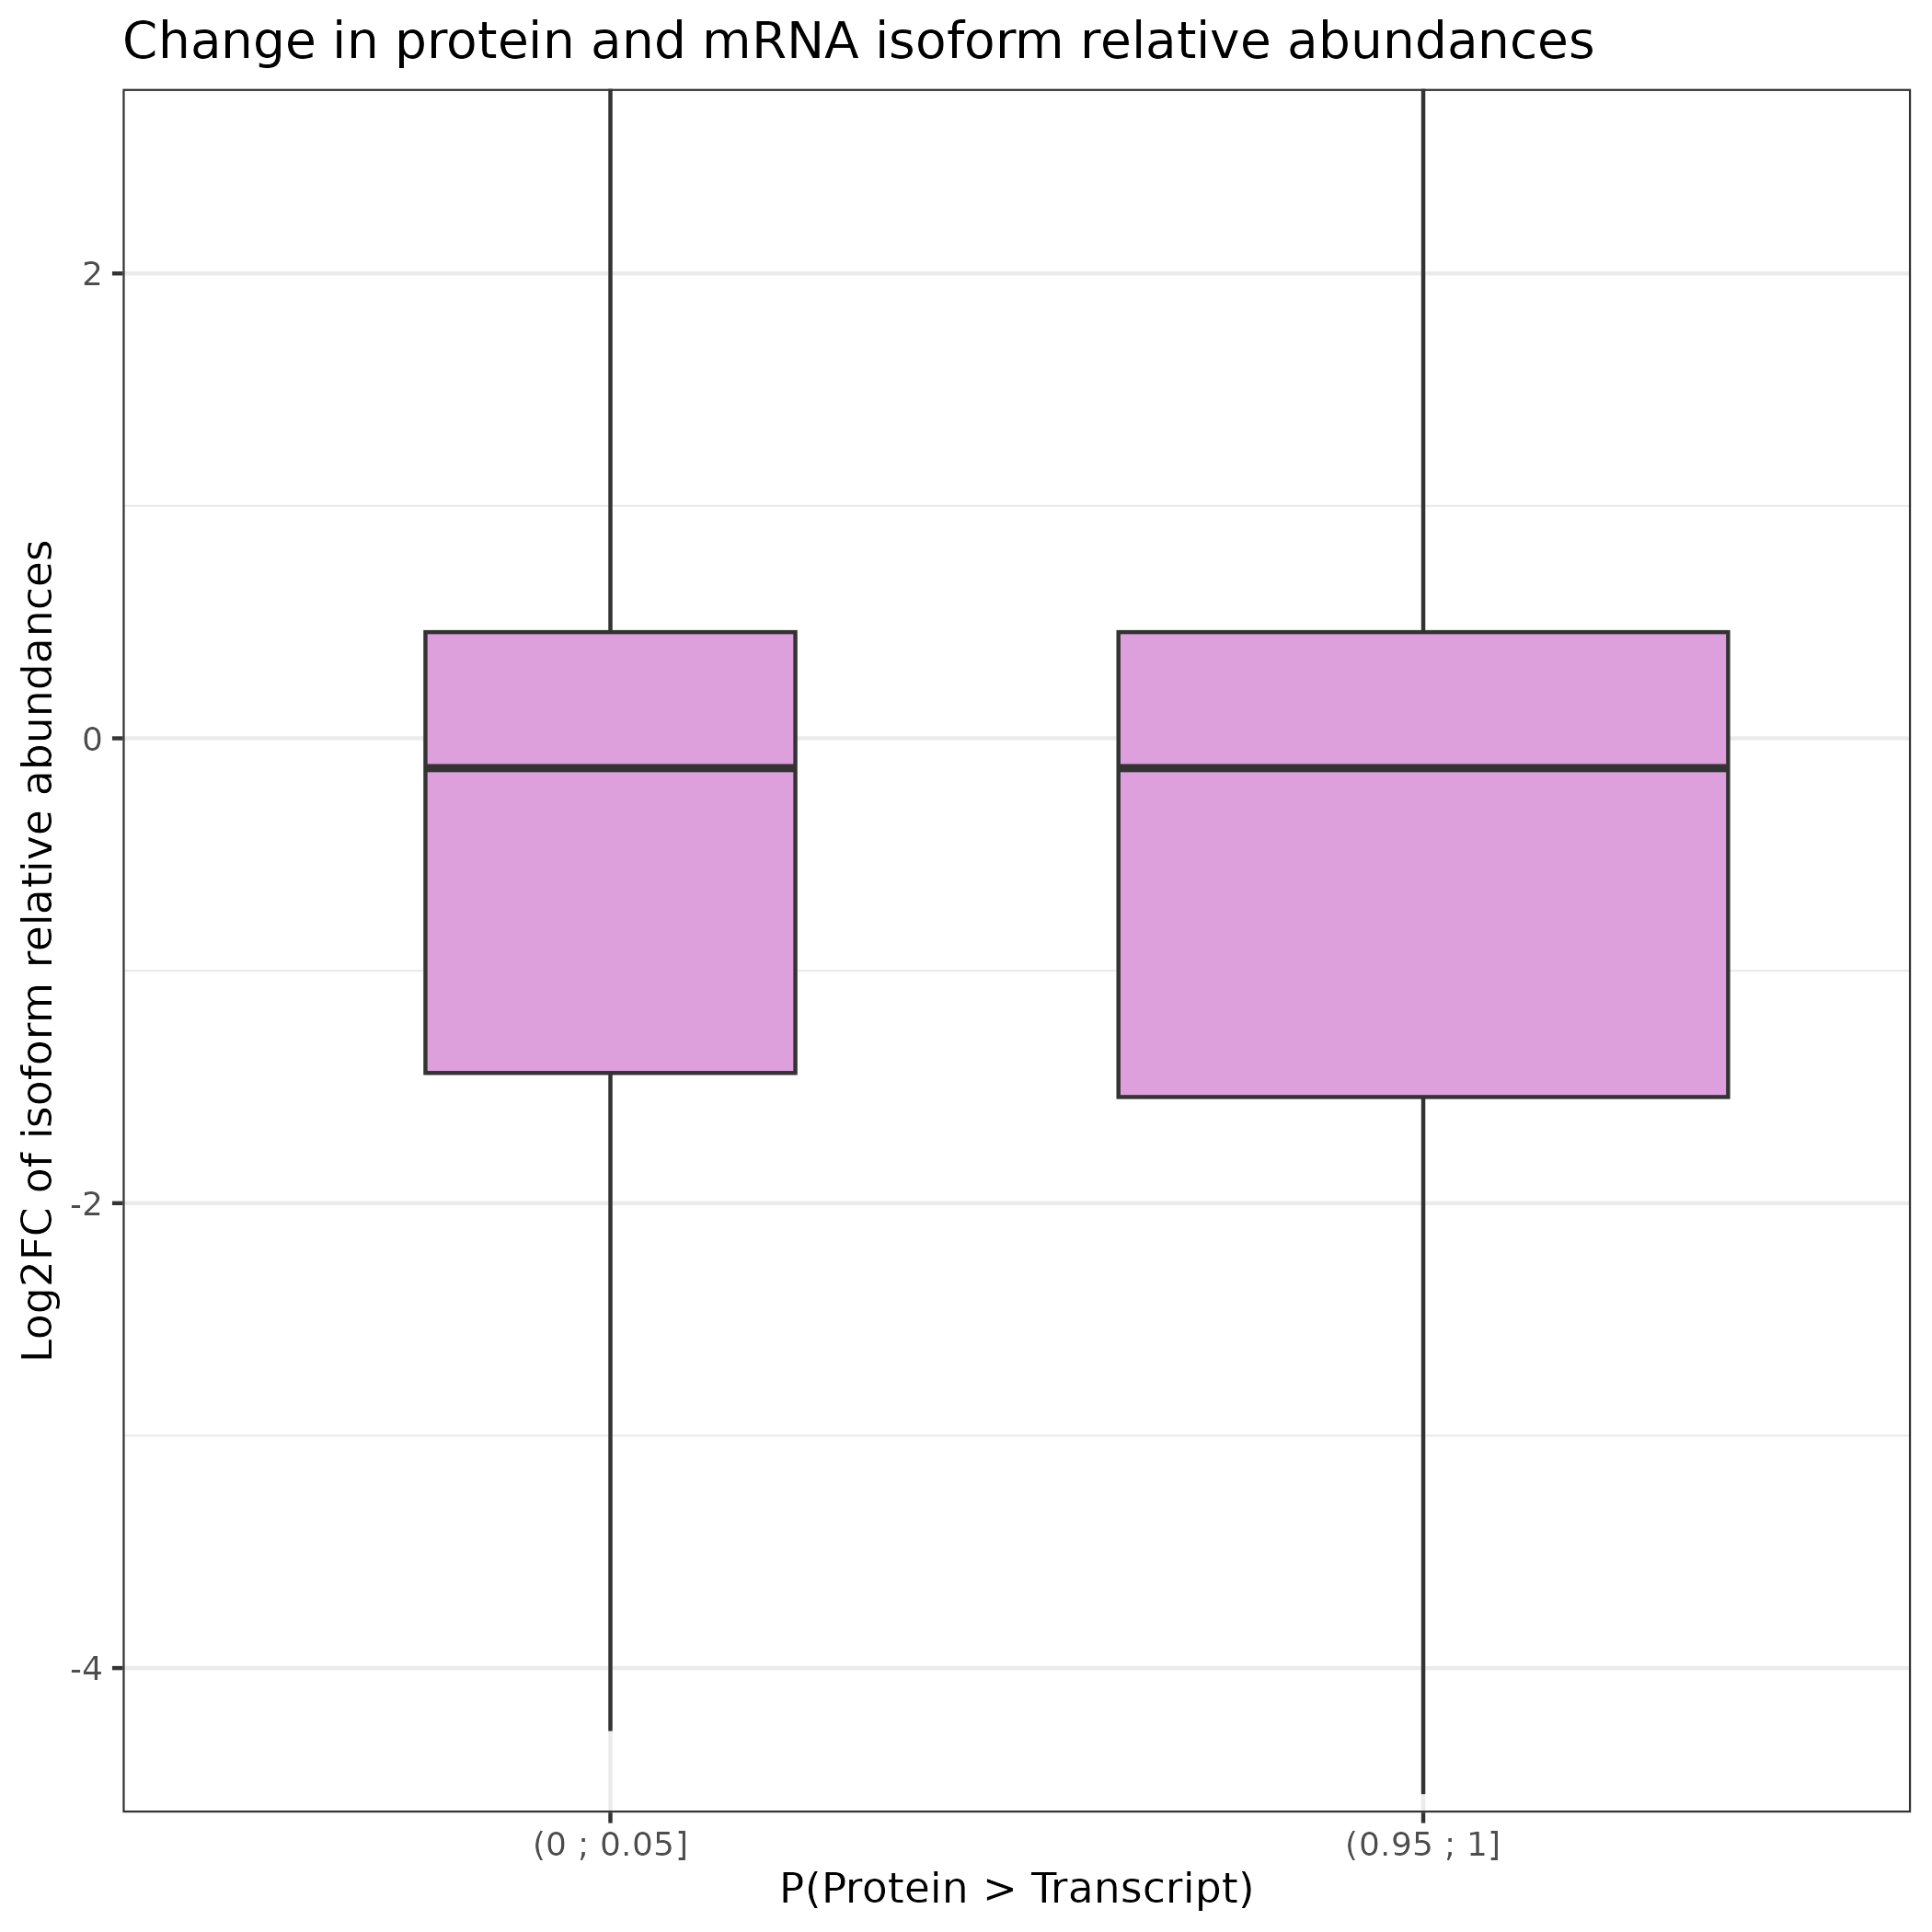 Change in protein and mRNA isoform relative abundances
Log2FC of isoform relative abundances
2
0
-2
-4
(0 ; 0.05]
(0.95 ; 1]
P(Protein > Transcript)